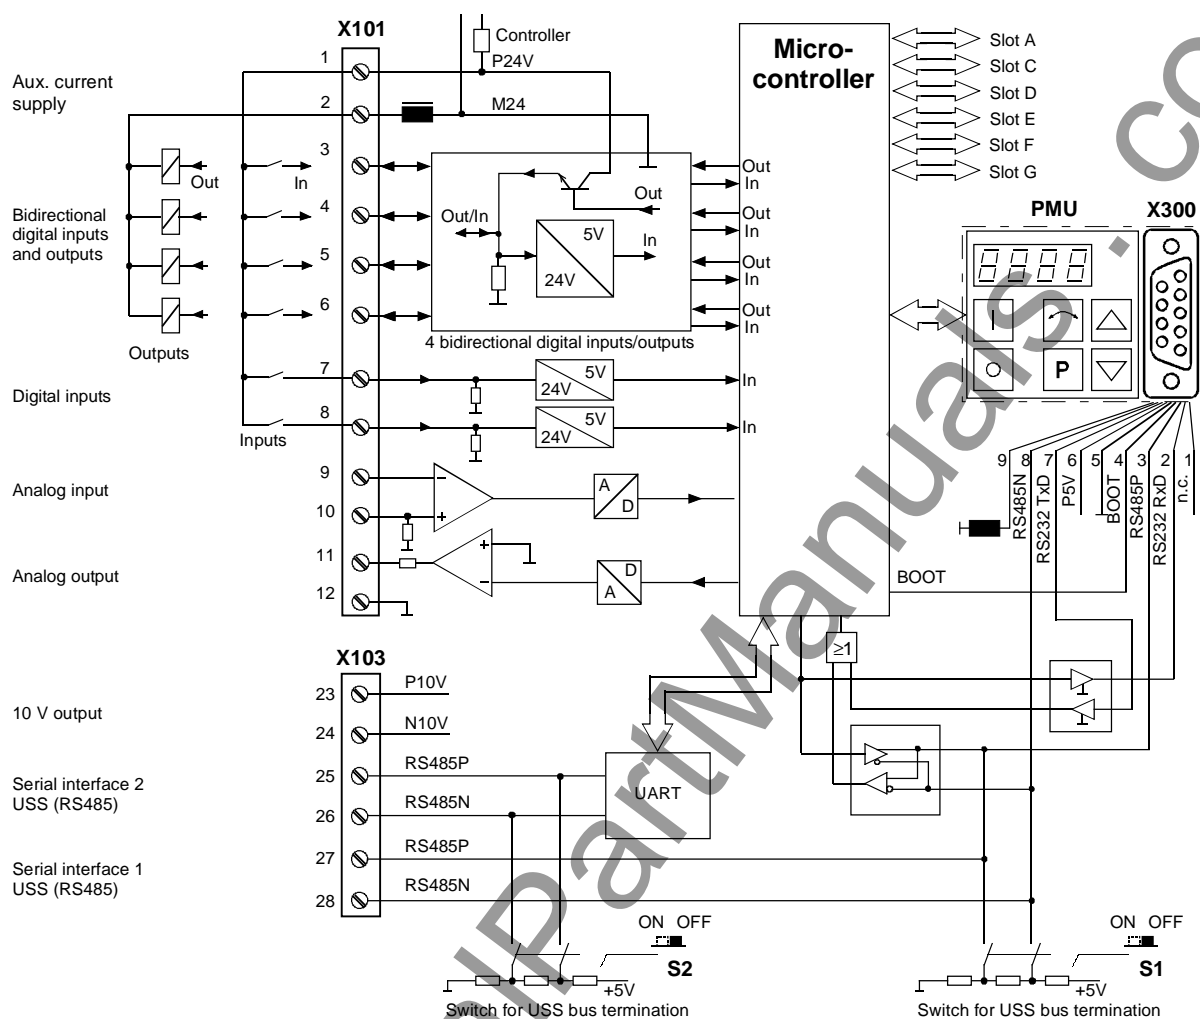 X101
Controller
P24V
1
Aux. current
supply
2
M24
3
Out
In
4
Bidirectional
digital inputs
and outputs
5
6
Outputs
Out/In
Out
5V
24V
In
4 bidirectional digital inputs/outputs
Out
In
Out
In
Out
In
Out
In
Micro-
controller
Slot A
Slot C
Slot D
Slot E
Slot F
Slot G
PMU
X300
8888
P
Digital inputs
7
5V
24V
In
8
Inputs
5V
24V
In
Analog input
9
10
A
D
Analog output
11
12
D
A
BOOT
9 8 7 6 5 4 3 2 1
RS485N
RS232 TxD
P5V
BOOT
RS485P
RS232 RxD
n.c.
≥1
X103
10 V output
23
P10V
24
N10V
Serial interface 2
USS (RS485)
25
RS485P
26
RS485N
UART
Serial interface 1
USS (RS485)
27
RS485P
28
RS485N
ON OFF
S2
+5V
Switch for USS bus termination
ON OFF
S1
+5V
Switch for USS bus termination
lPartManuals . co